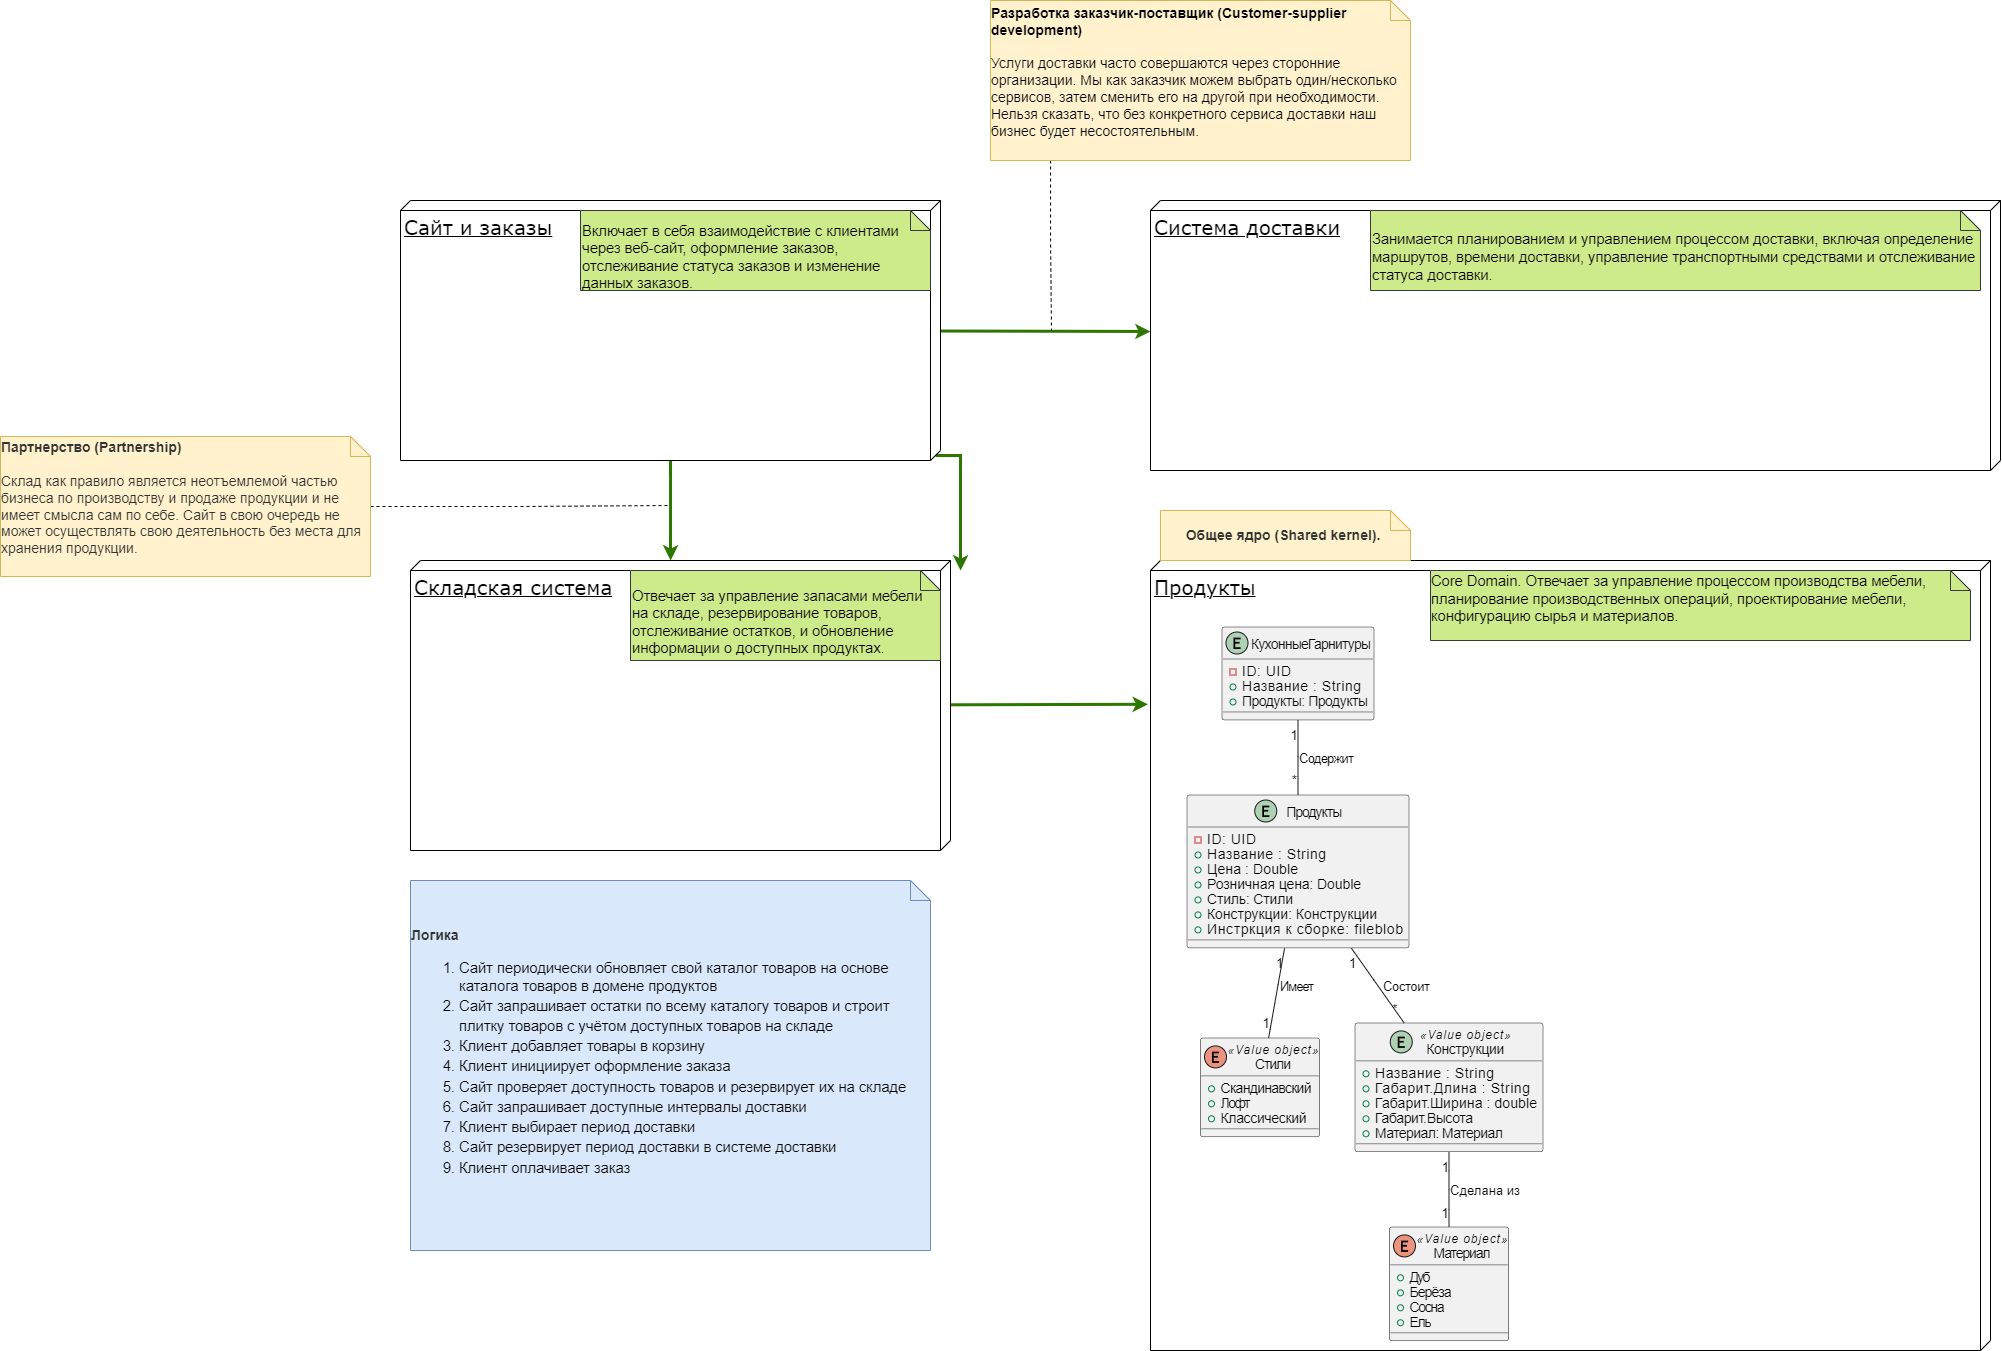 Разработка заказчик-поставщик (Customer-supplier
development)
Услуги доставки часто совершаются через сторонние
организации. Мы как заказчик можем выбрать один/несколько
сервисов, затем сменить его на другой при необходимости.
Нельзя сказать, что без конкретного сервиса доставки наш
бизнес будет несостоятельным.
Сайт и заказы
Включает в себя взаимодействие с клиентами
через веб-сайт, оформление заказов,
отслеживание статуса заказов и изменение
данных заказов.
Система доставки
Занимается планированием и управлением процессом доставки, включая определение
маршрутов, времени доставки, управление транспортными средствами и отслеживание
статуса доставки.
Партнерство (Partnership)
Склад как правило является неотъемлемой частью
бизнеса по производству и продаже продукции и не
имеет смысла сам по себе. Сайт в свою очередь не
может осуществлять свою деятельность без места для
хранения продукции.
Складская система
Отвечает за управление запасами мебели
на складе, резервирование товаров,
отслеживание остатков, и обновление
информации о доступных продуктах.
Общее ядро (Shared kernel).
Продукты
Core Domain. Отвечает за управление процессом производства мебели,
планирование производственных операций, проектирование мебели,
конфигурацию сырья и материалов.
E КухонныеГарнитуры
ID: UID
Название : String
Продукты: Продукты
1
Содержит
*
E Продукты
ID: UID
Название : String
Цена : Double
Розничная цена: Double
Стиль: Стили
Конструкции: Конструкции
Инстркция к сборке: fileblob
1
Имеет
1
1
Состоит
*
E «Value object»
Стили
Скандинавский
Лофт
Классический
E «Value object»
Конструкции
Название : String
Габарит.Длина : String
Габарит.Ширина : double
Габарит.Высота
Материал: Материал
1
Сделана из
1
E «Value object»
Материал
Дуб
Берёза
Сосна
Ель
Логика
1. Сайт периодически обновляет свой каталог товаров на основе
каталога товаров в домене продуктов
2. Сайт запрашивает остатки по всему каталогу товаров и строит
плитку товаров с учётом доступных товаров на складе
3. Клиент добавляет товары в корзину
4. Клиент инициирует оформление заказа
5. Сайт проверяет доступность товаров и резервирует их на складе
6. Сайт запрашивает доступные интервалы доставки
7. Клиент выбирает период доставки
8. Сайт резервирует период доставки в системе доставки
9. Клиент оплачивает заказ